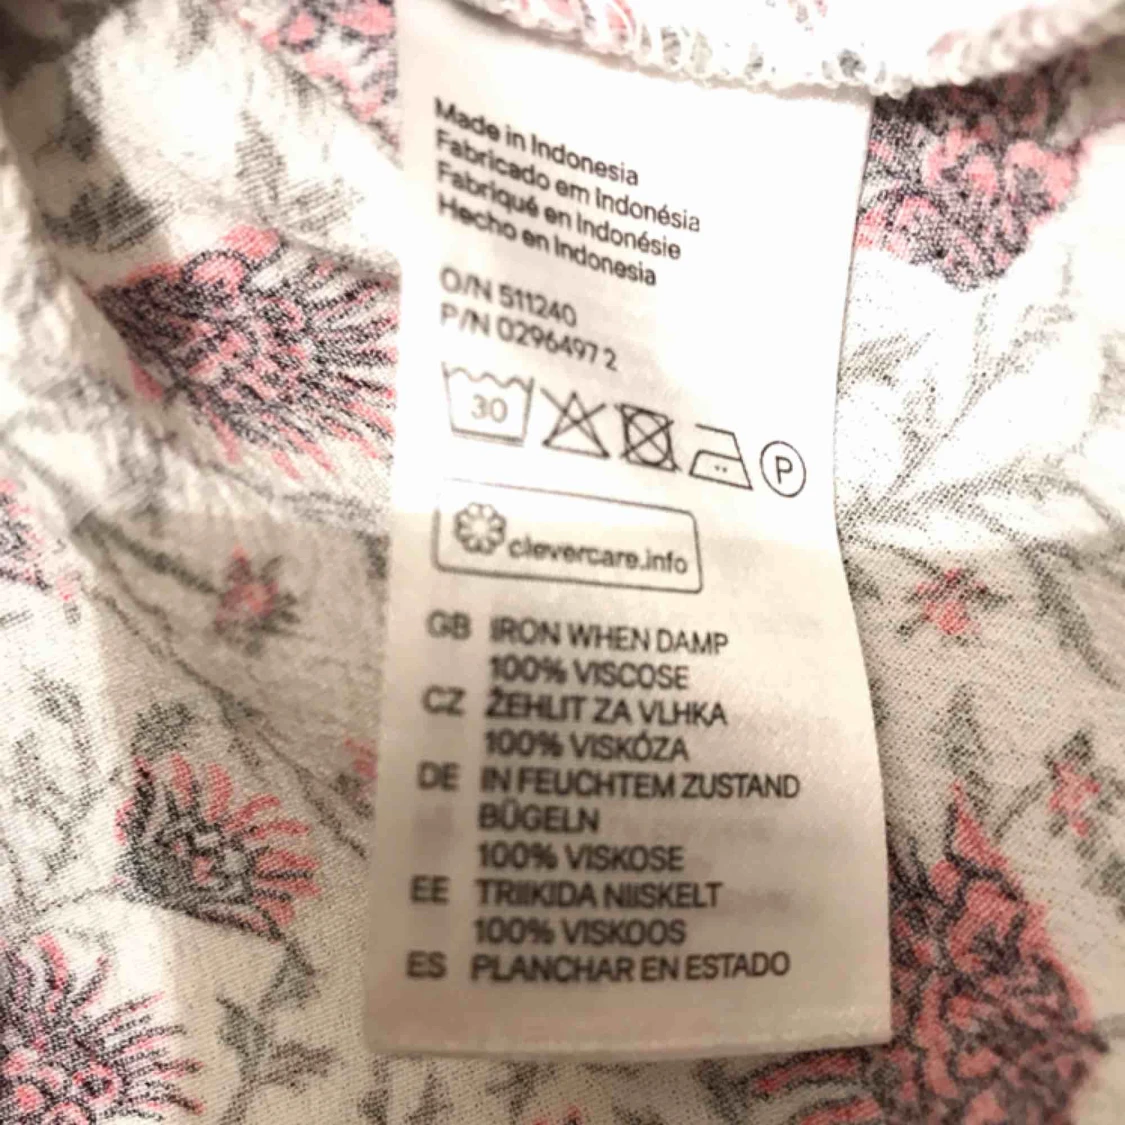 Made in Indonesia
Fabricado em Indonésia
Fabriqué en Indonésie
Hecho en Indonesia
O/N 511240
P/N 0296497 2
30
P
clevercare.info
GB IRON WHEN DAMP
100% VISCOSE
CZ ŽEHLIT ZA VLHKA
100% VISKÓZA
DE IN FEUCHTEM ZUSTAND
BÜGELN
100% VISKOSE
EE TRIIKIDA NIISKELT
100% VISKOOS
ES PLANCHAR EN ESTADO